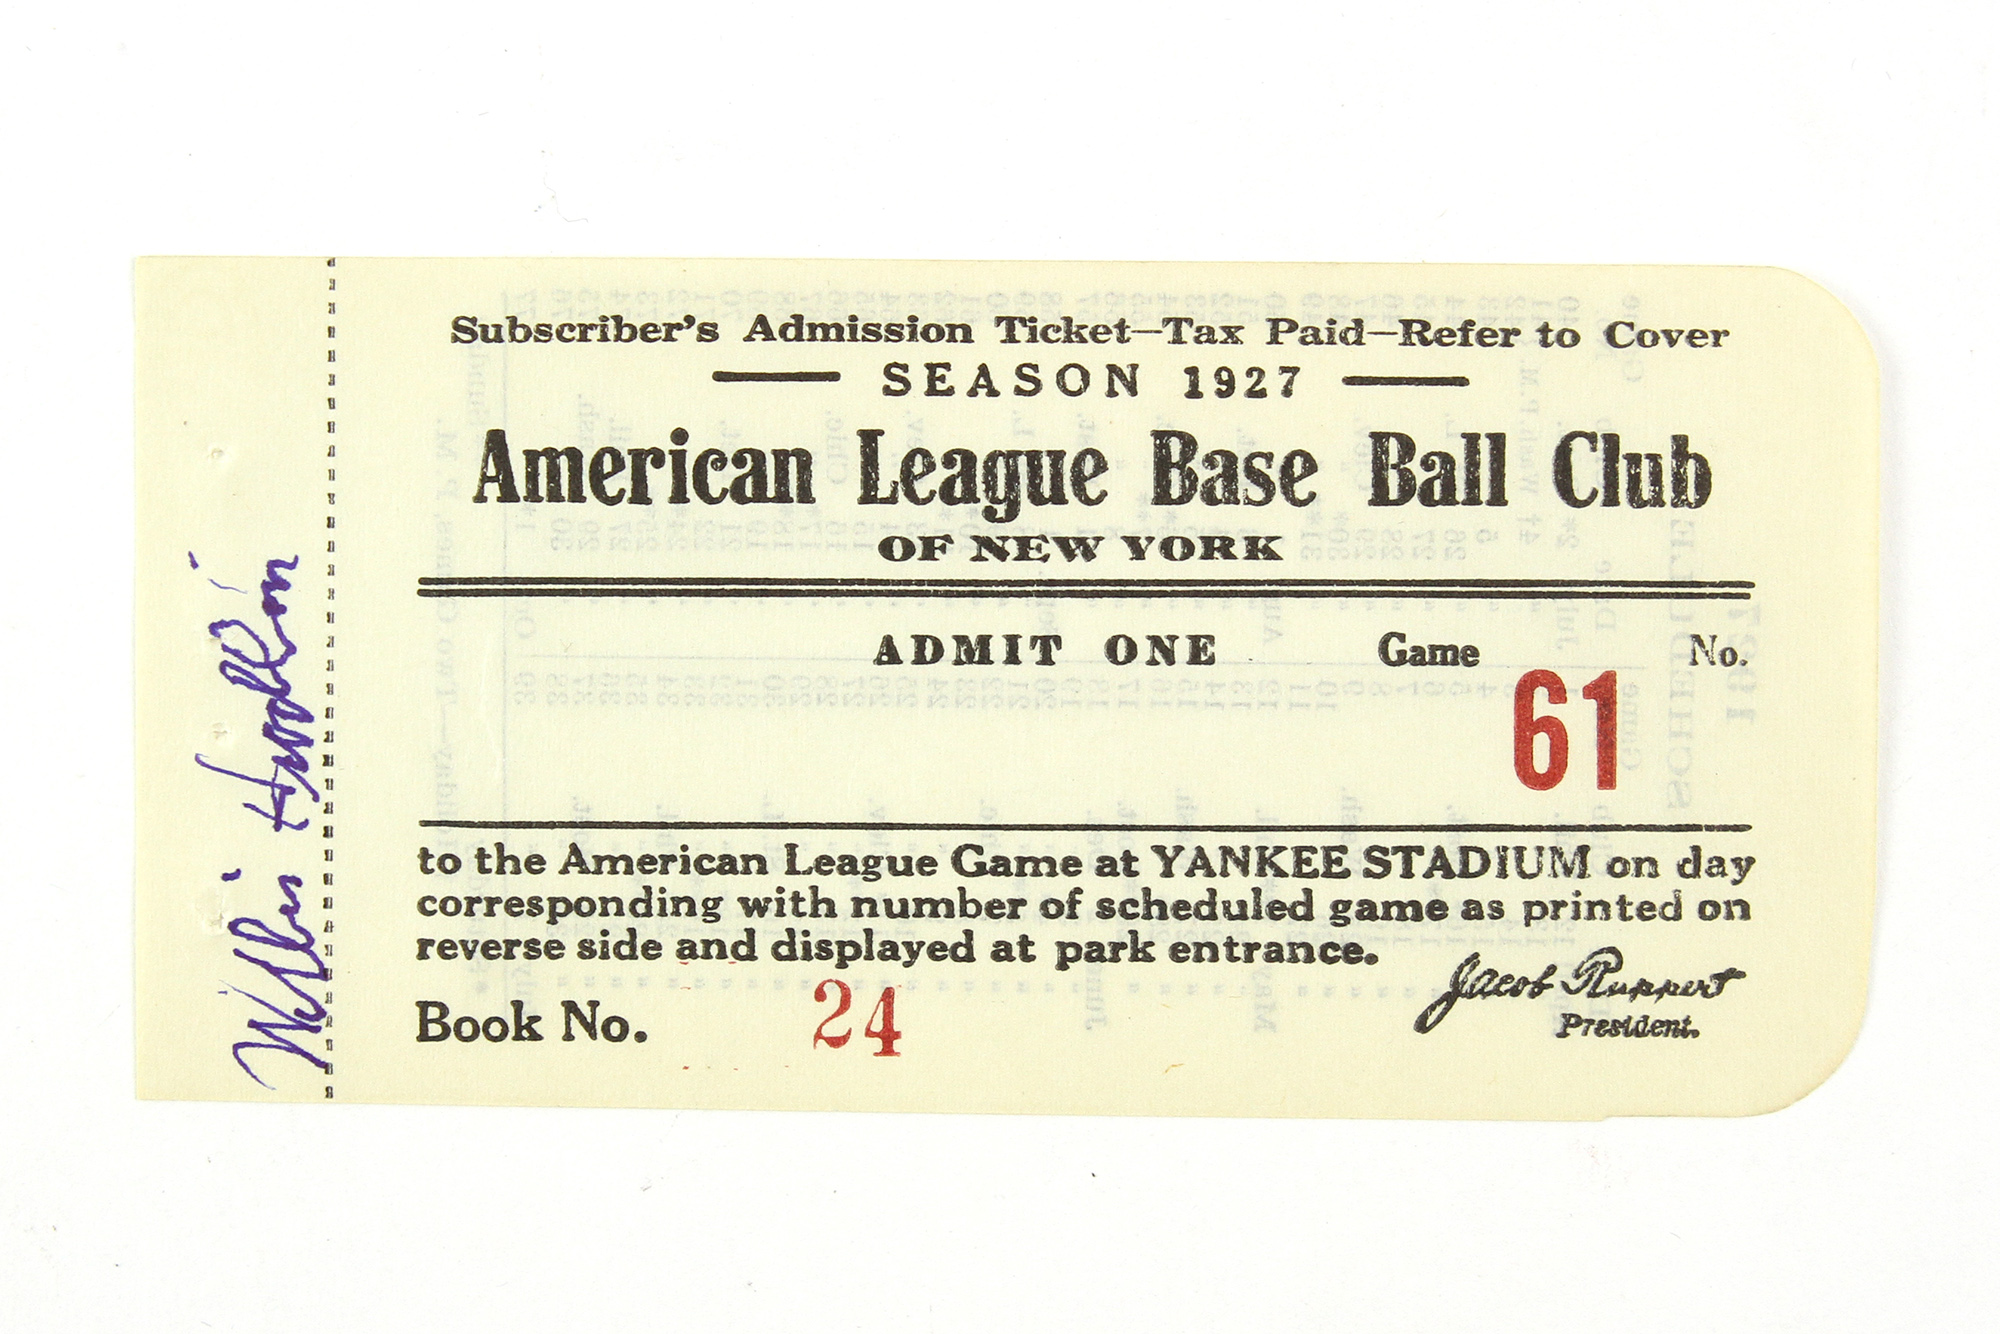 Subscriber's Admission Ticket—Tax Paid—Refer to Cover
— SEASON 1927 —
American League Base Ball Club
OF NEW YORK
ADMIT ONE Game No.
61
to the American League Game at YANKEE STADIUM on day
corresponding with number of scheduled game as printed on
reverse side and displayed at park entrance.
Jacob Ruppert
President.
Book No. 24